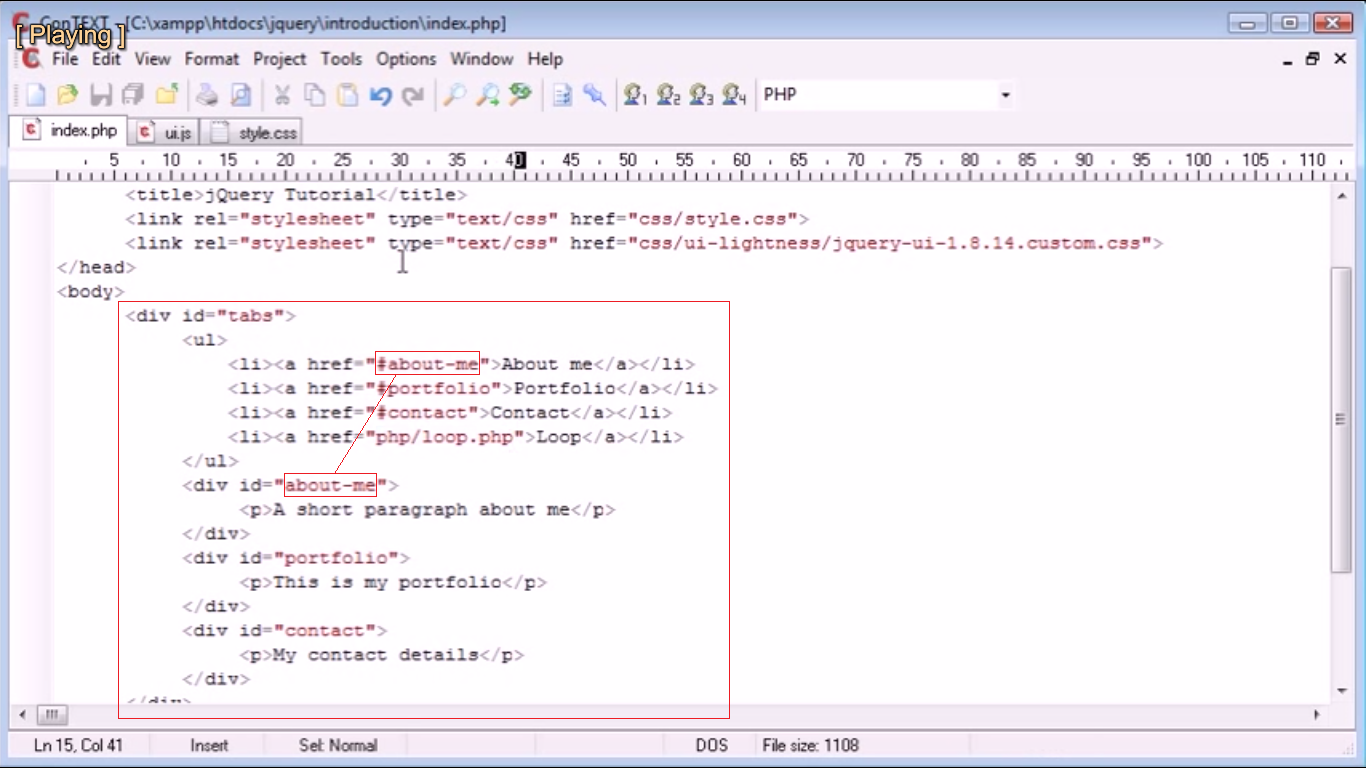 ConTEXT - [C:\xampp\htdocs\jquery\introduction\index.php]
[ Playing ]
File Edit View Format Project Tools Options Window Help
1 2 3 4 PHP
index.php ui.js style.css
5 10 15 20 25 30 35 40 45 50 55 60 65 70 75 80 85 90 95 100 105 110
<title>jQuery Tutorial</title>
<link rel="stylesheet" type="text/css" href="css/style.css">
<link rel="stylesheet" type="text/css" href="css/ui-lightness/jquery-ui-1.8.14.custom.css">
</head>
<body>
<div id="tabs">
<ul>
<li><a href="#about-me">About me</a></li>
<li><a href="#portfolio">Portfolio</a></li>
<li><a href="#contact">Contact</a></li>
<li><a href="php/loop.php">Loop</a></li>
</ul>
<div id="about-me">
<p>A short paragraph about me</p>
</div>
<div id="portfolio">
<p>This is my portfolio</p>
</div>
<div id="contact">
<p>My contact details</p>
</div>
</div>
Ln 15, Col 41 Insert Sel: Normal DOS File size: 1108